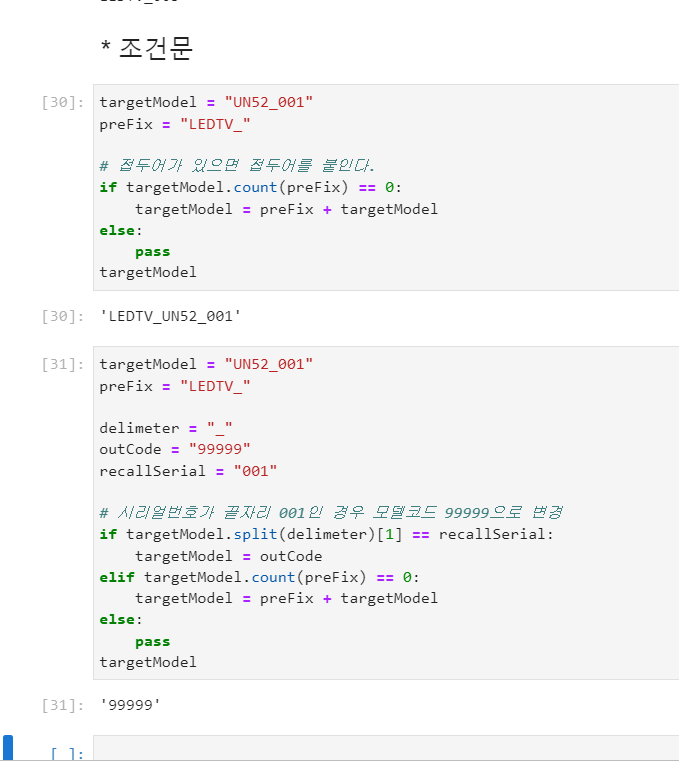 * 조건문
[30]: targetModel = "UN52_001"
preFix = "LEDTV_"
# 접두어가 있으면 접두어를 붙인다.
if targetModel.count(preFix) == 0:
    targetModel = preFix + targetModel
else:
    pass
targetModel
[30]: 'LEDTV_UN52_001'
[31]: targetModel = "UN52_001"
preFix = "LEDTV_"
delimeter = "_"
outCode = "99999"
recallSerial = "001"
# 시리얼번호가 끝자리 001인 경우 모델코드 99999으로 변경
if targetModel.split(delimeter)[1] == recallSerial:
    targetModel = outCode
elif targetModel.count(preFix) == 0:
    targetModel = preFix + targetModel
else:
    pass
targetModel
[31]: '99999'
[ ]: